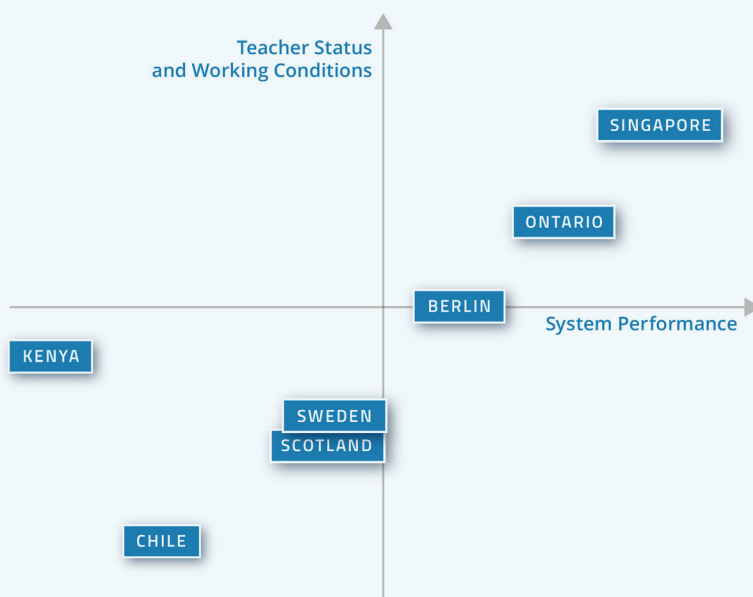 Teacher Status
and Working Conditions
SINGAPORE
ONTARIO
BERLIN
System Performance
KENYA
SWEDEN
SCOTLAND
CHILE